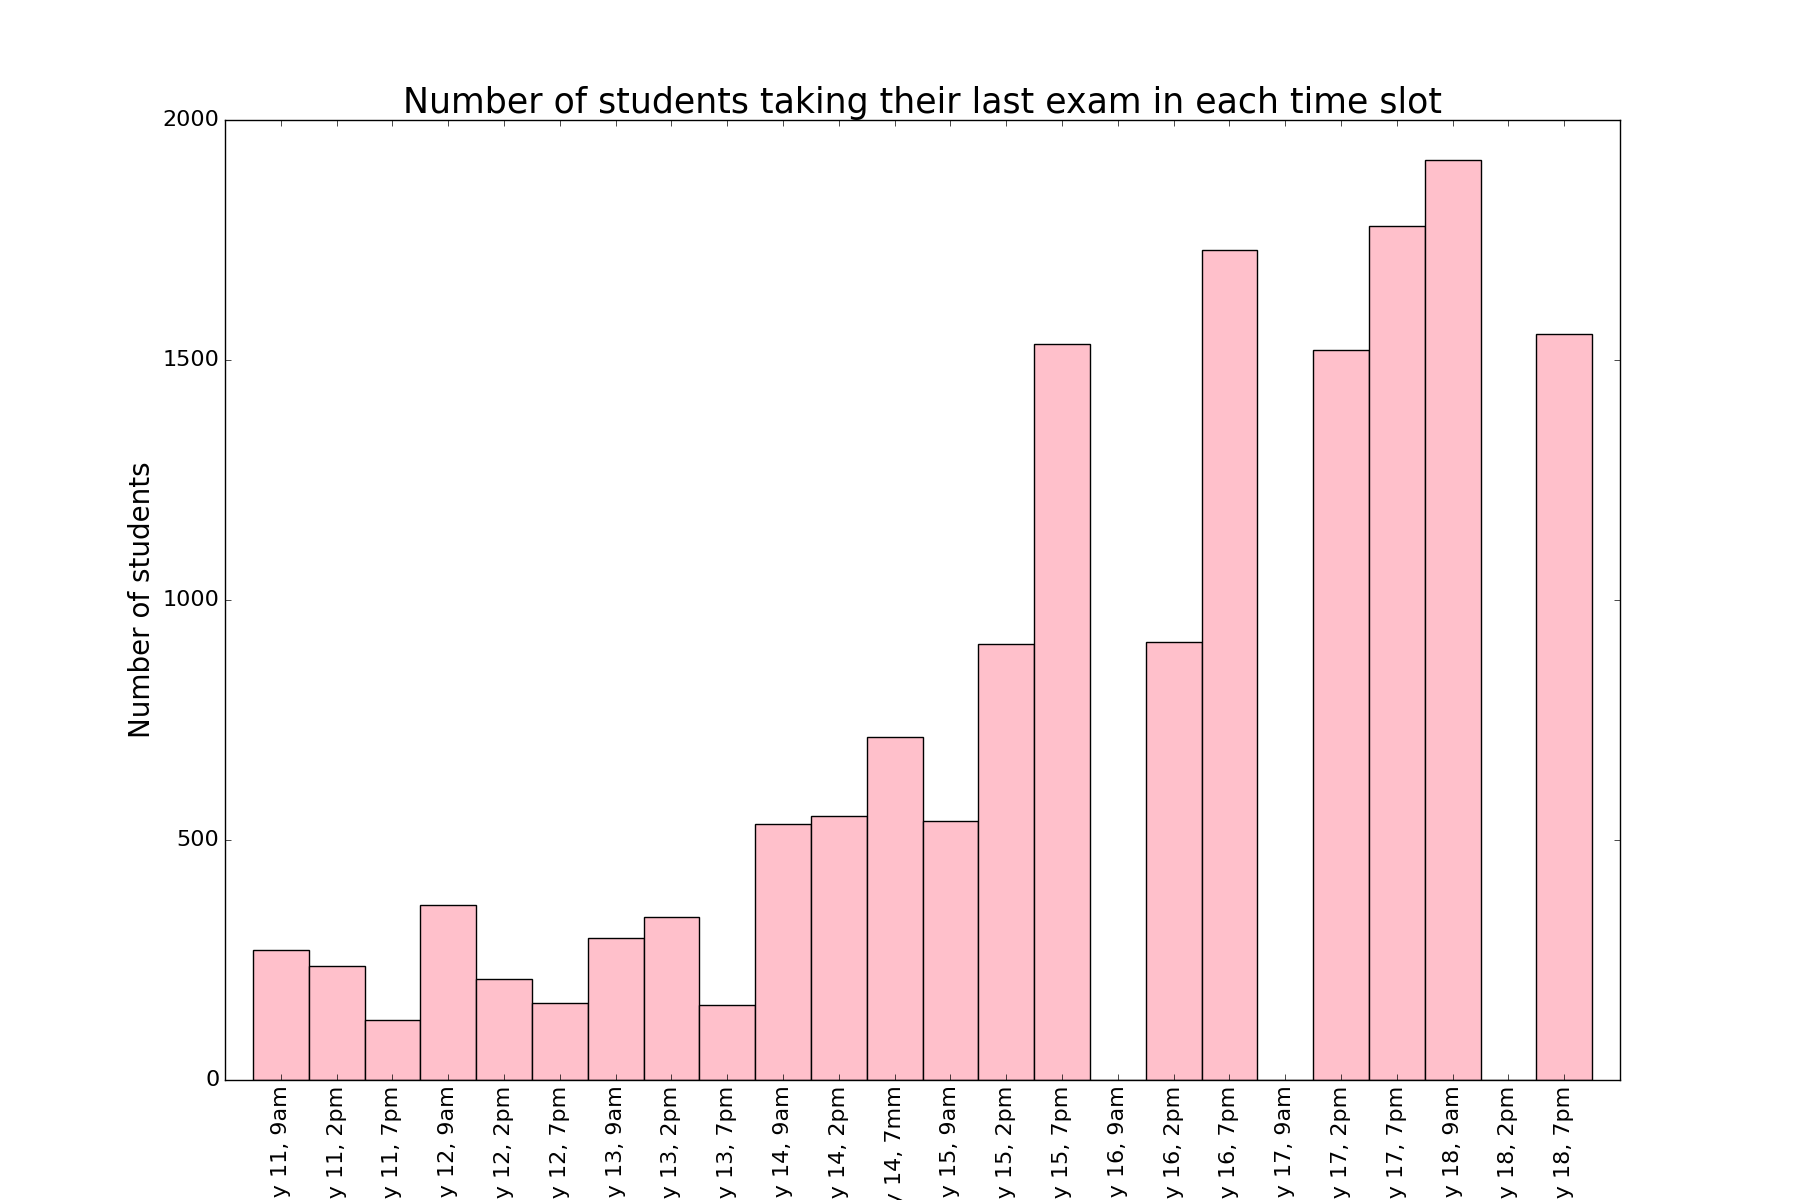 Number of students taking their last exam in each time slot
2000
1500
1000
500
0
Number of students
y 11, 9am
y 11, 2pm
y 11, 7pm
y 12, 9am
y 12, 2pm
y 12, 7pm
y 13, 9am
y 13, 2pm
y 13, 7pm
y 14, 9am
y 14, 2pm
y 14, 7mm
y 15, 9am
y 15, 2pm
y 15, 7pm
y 16, 9am
y 16, 2pm
y 16, 7pm
y 17, 9am
y 17, 2pm
y 17, 7pm
y 18, 9am
y 18, 2pm
y 18, 7pm